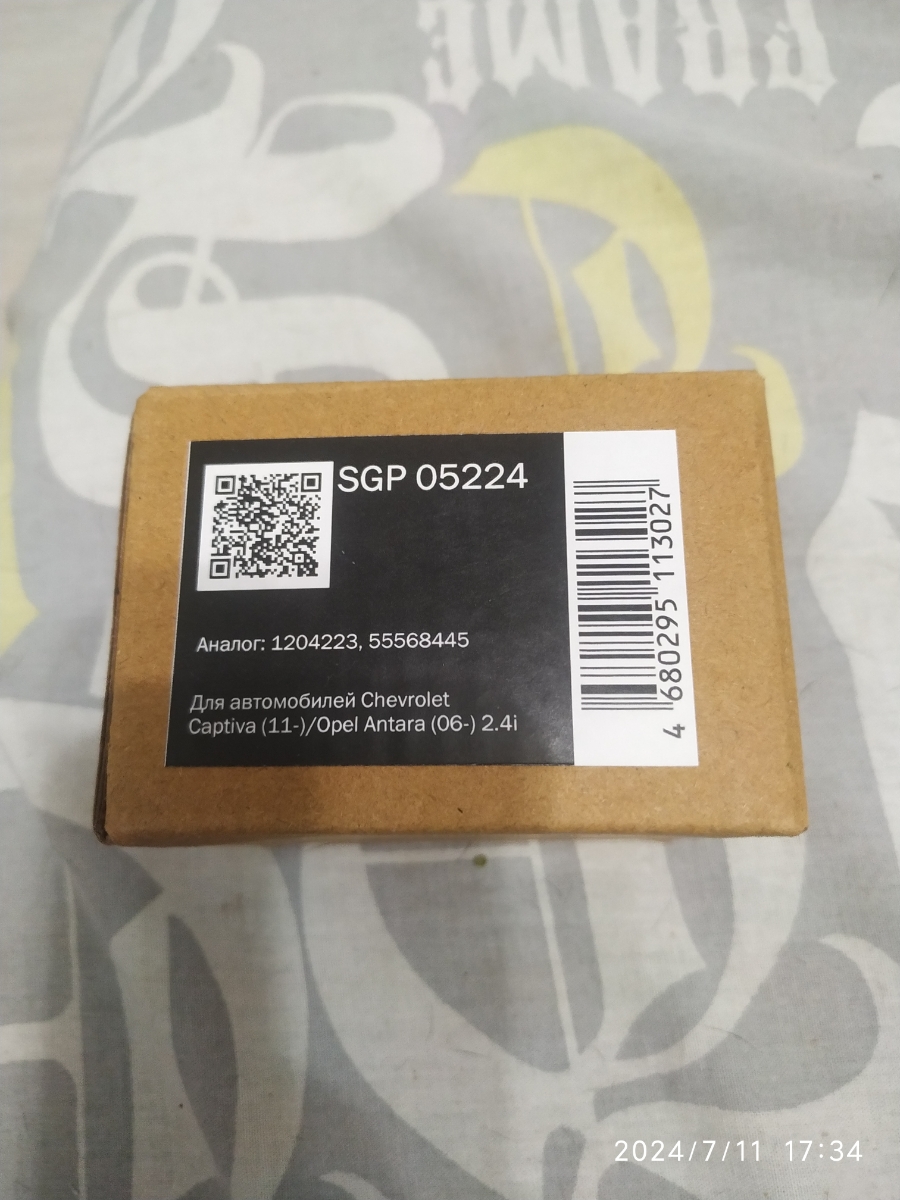 FRAME
SGP 05224
Аналог: 1204223, 55568445
Для автомобилей Chevrolet
Captiva (11-)/Opel Antara (06-) 2.4i
4 680295 113027
2024/7/11 17:34